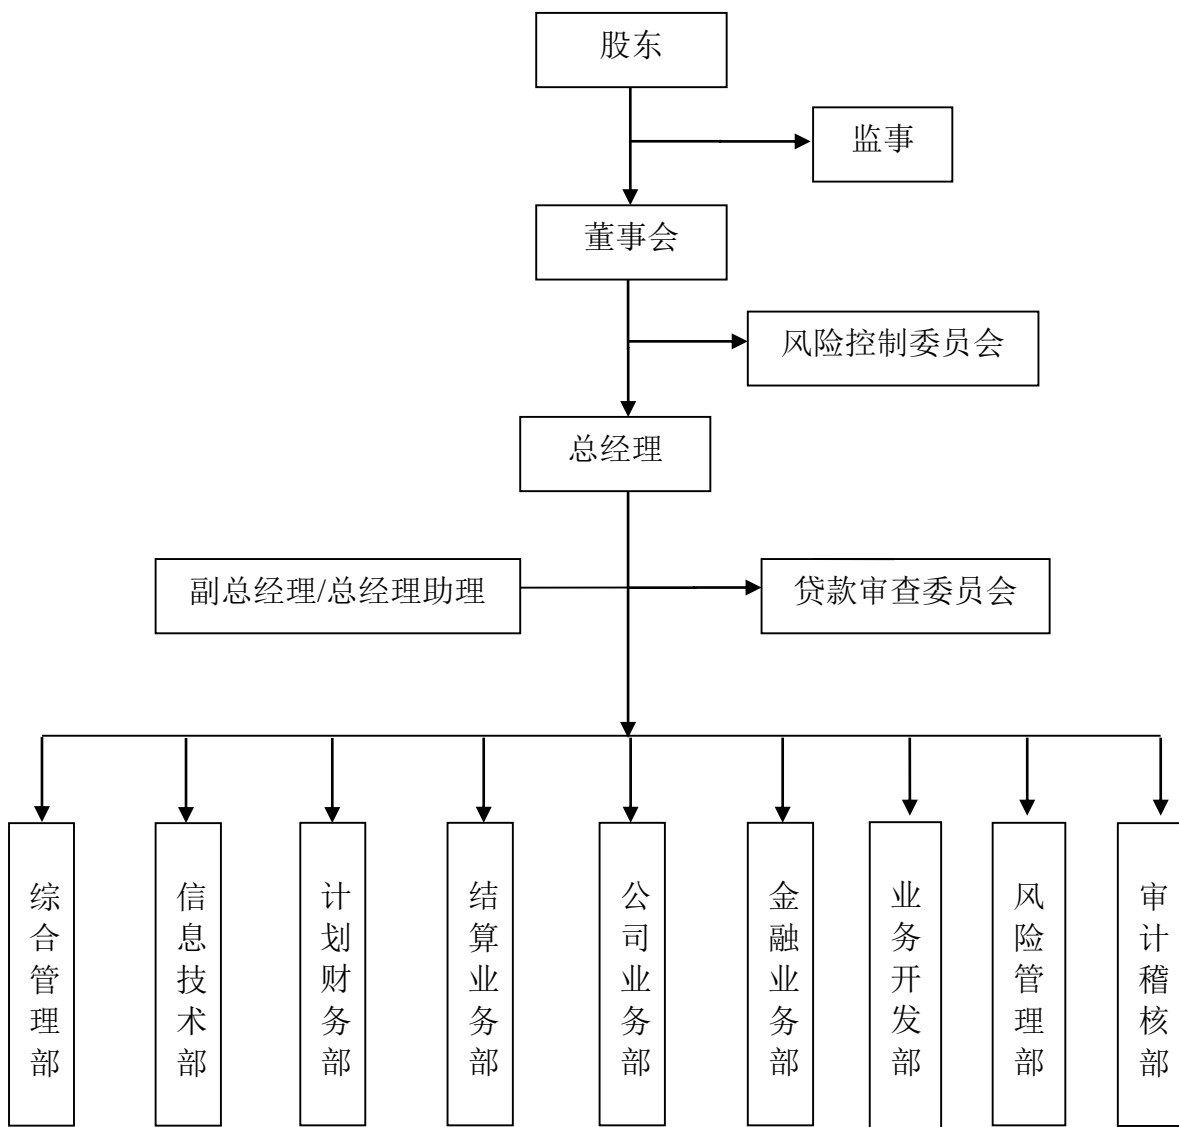 股东
监事
董事会
风险控制委员会
总经理
副总经理/总经理助理
贷款审查委员会
综合管理部
信息技术部
计划财务部
结算业务部
公司业务部
金融业务部
业务开发部
风险管理部
审计稽核部